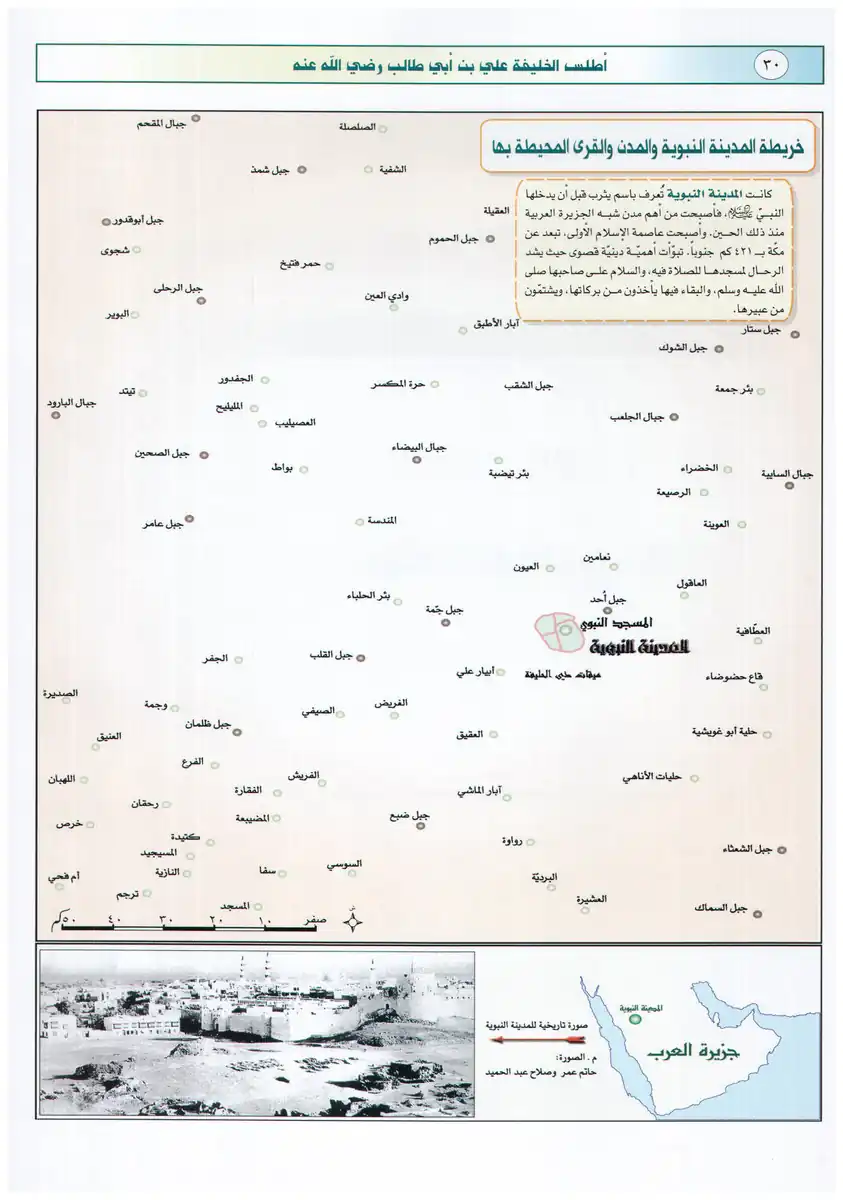 ٣٠
أطلس الخليفة علي بن أبي طالب رضي الله عنه
خريطة المدينة النبوية والمدن والقرى المحيطة بها
كانت المدينة النبوية تُعرف باسم يثرب قبل أن يدخلها
النبيّ ﷺ، فأصبحت من أهم مدن شبه الجزيرة العربية
منذ ذلك الحين، وأصبحت عاصمة الإسلام الأولى، تبعد عن
مكّة بـ ٤٢١ كم جنوباً، تبوّأت أهميّة دينيّة قصوى حيث يشد
الرحال لمسجدها للصلاة فيه، والسلام على صاحبها صلى
الله عليه وسلم، والبقاء فيها يأخذون من بركاتها، ويشتمّون
من عبيرها.
جبال المقحم
الصلصلة
جبل شمذ
الشفية
العقيلة
جبل أبوقدور
جبل الحموم
شجوى
حمر فتيخ
جبل الرحلى
وادي العين
البوير
آبار الأطبق
جبل ستار
جبل الشوك
الجفدور
حرة المكسر
جبل الشقب
بئر جمعة
تيتد
جبال البارود
المليليح
جبال الجلعب
العصيليب
جبال البيضاء
جبل الصحين
بواط
بئر تيضبة
الخضراء
جبال السايبة
الرصيعة
جبل عامر
المندسة
العوينة
نعامين
العيون
العاقول
بئر الحلباء
جبل أحد
جبل جّمة
المسجد النبوي
العطّافية
المدينة النبوية
الجفر
جبل القلب
أبيار علي
ميقات ذي الحليفة
قاع حضوضاء
الصديرة
وجمة
الصيفي
الغريض
جبل ظلمان
العقيق
حلية أبو غويشية
العنيق
الفرع
اللهبان
الفريش
حليات الأناهي
الفقارة
آبار الماشي
رحقان
خرص
المضيبعة
جبل ضبع
كتيدة
رواوة
المسيجيد
جبل الشعثاء
النازية
سفا
السوسي
أم فحي
البرديّة
ترجم
العشيرة
المسجد
جبل السماك
صفر ١٠ ٢٠ ٣٠ ٤٠ ٥٠كم
ش
المدينة النبوية
جزيرة العرب
صورة تاريخية للمدينة النبوية
م . الصورة:
حاتم عمر وصلاح عبد الحميد